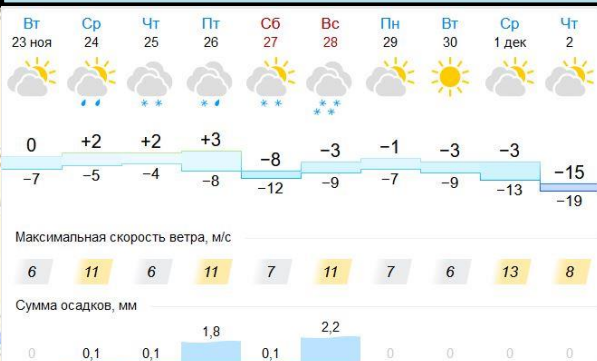 Вт Ср Чт Пт Сб Вс Пн Вт Ср Чт
23 ноя 24 25 26 27 28 29 30 1 дек 2
0 +2 +2 +3 −8 −3 −1 −3 −3 −15
−7 −5 −4 −8 −12 −9 −7 −9 −13 −19
Максимальная скорость ветра, м/с
6 11 6 11 7 11 7 6 13 8
Сумма осадков, мм
0 0,1 0,1 1,8 0,1 2,2 0 0 0 0